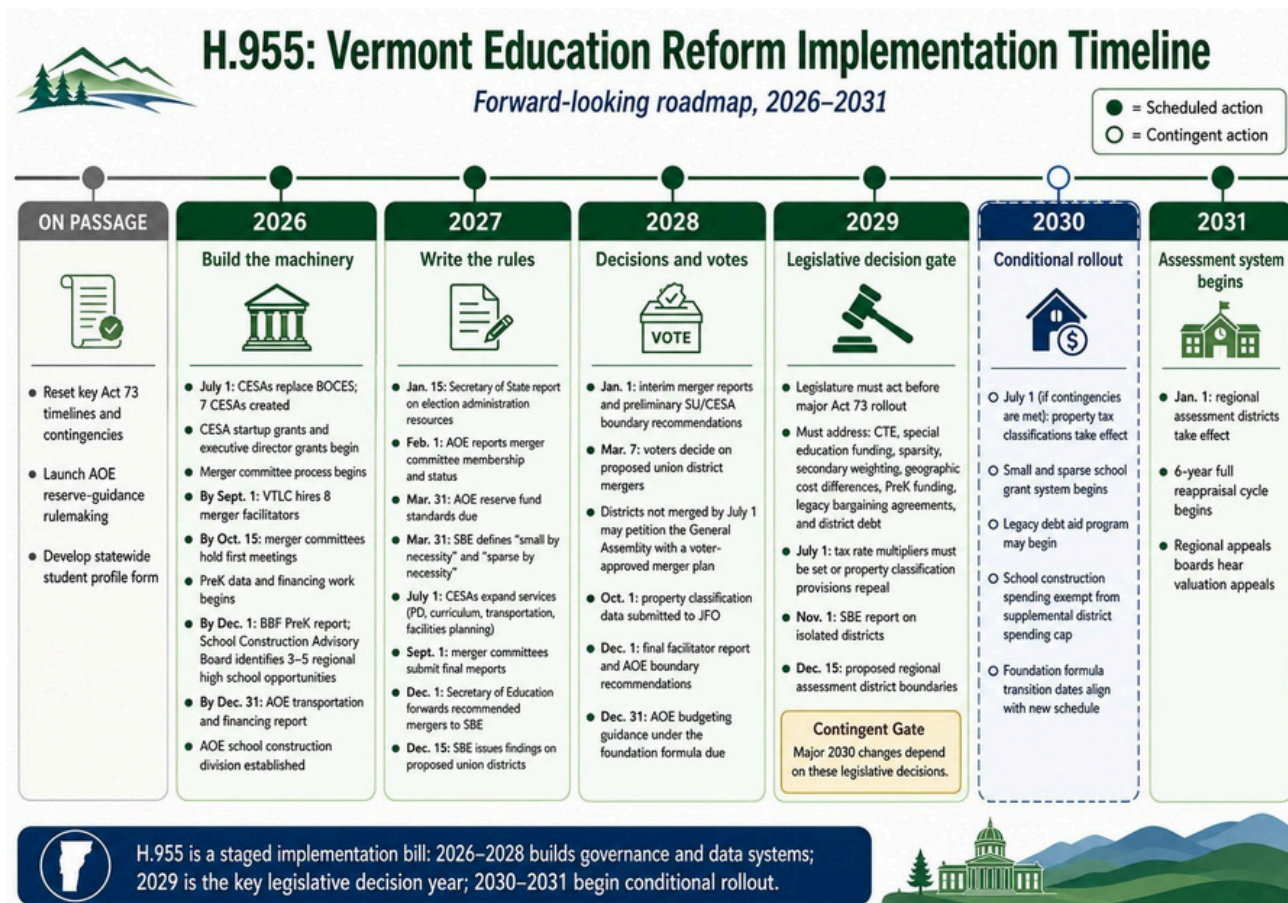 H.955: Vermont Education Reform Implementation Timeline
Forward-looking roadmap, 2026–2031
= Scheduled action
= Contingent action
ON PASSAGE
• Reset key Act 73
timelines and
contingencies
• Launch AOE
reserve-guidance
rulemaking
• Develop statewide
student profile form
2026
Build the machinery
• July 1: CESAs replace BOCES;
7 CESAs created
• CESA startup grants and
executive director grants begin
• Merger committee process begins
• By Sept. 1: VTLC hires 8
merger facilitators
• By Oct. 15: merger committees
hold first meetings
• PreK data and financing work
begins
• By Dec. 1: BBF PreK report;
School Construction Advisory
Board identifies 3–5 regional
high school opportunities
• By Dec. 31: AOE transportation
and financing report
• AOE school construction
division established
2027
Write the rules
• Jan. 15: Secretary of State report
on election administration
resources
• Feb. 1: AOE reports merger
committee membership
and status
• Mar. 31: AOE reserve fund
standards due
• Mar. 31: SBE defines “small by
necessity” and “sparse by
necessity”
• July 1: CESAs expand services
(PD, curriculum, transportation,
facilities planning)
• Sept. 1: merger committees
submit final meports
• Dec. 1: Secretary of Education
forwards recommended
mergers to SBE
• Dec. 15: SBE issues findings on
proposed union districts
2028
Decisions and votes
VOTE
• Jan. 1: interim merger reports
and preliminary SU/CESA
boundary recommendations
• Mar. 7: voters decide on
proposed union district
mergers
• Districts not merged by July 1
may petition the General
Assembly with a voter-
approved merger plan
• Oct. 1: property classification
data submitted to JFO
• Dec. 1: final facilitator report
and AOE boundary
recommendations
• Dec. 31: AOE budgeting
guidance under the
foundation formula due
2029
Legislative decision gate
• Legislature must act before
major Act 73 rollout
• Must address: CTE, special
education funding, sparsity,
secondary weighting, geographic
cost differences, PreK funding,
legacy bargaining agreements,
and district debt
• July 1: tax rate multipliers must
be set or property classification
provisions repeal
• Nov. 1: SBE report on
isolated districts
• Dec. 15: proposed regional
assessment district boundaries
Contingent Gate
Major 2030 changes depend
on these legislative decisions.
2030
Conditional rollout
$
○ July 1 (if contingencies
are met): property tax
classifications take effect
○ Small and sparse school
grant system begins
○ Legacy debt aid program
may begin
○ School construction
spending exempt from
supplemental district
spending cap
○ Foundation formula
transition dates align
with new schedule
2031
Assessment system
begins
• Jan. 1: regional
assessment districts
take effect
• 6-year full
reappraisal cycle
begins
• Regional appeals
boards hear
valuation appeals
H.955 is a staged implementation bill: 2026–2028 builds governance and data systems;
2029 is the key legislative decision year; 2030–2031 begin conditional rollout.